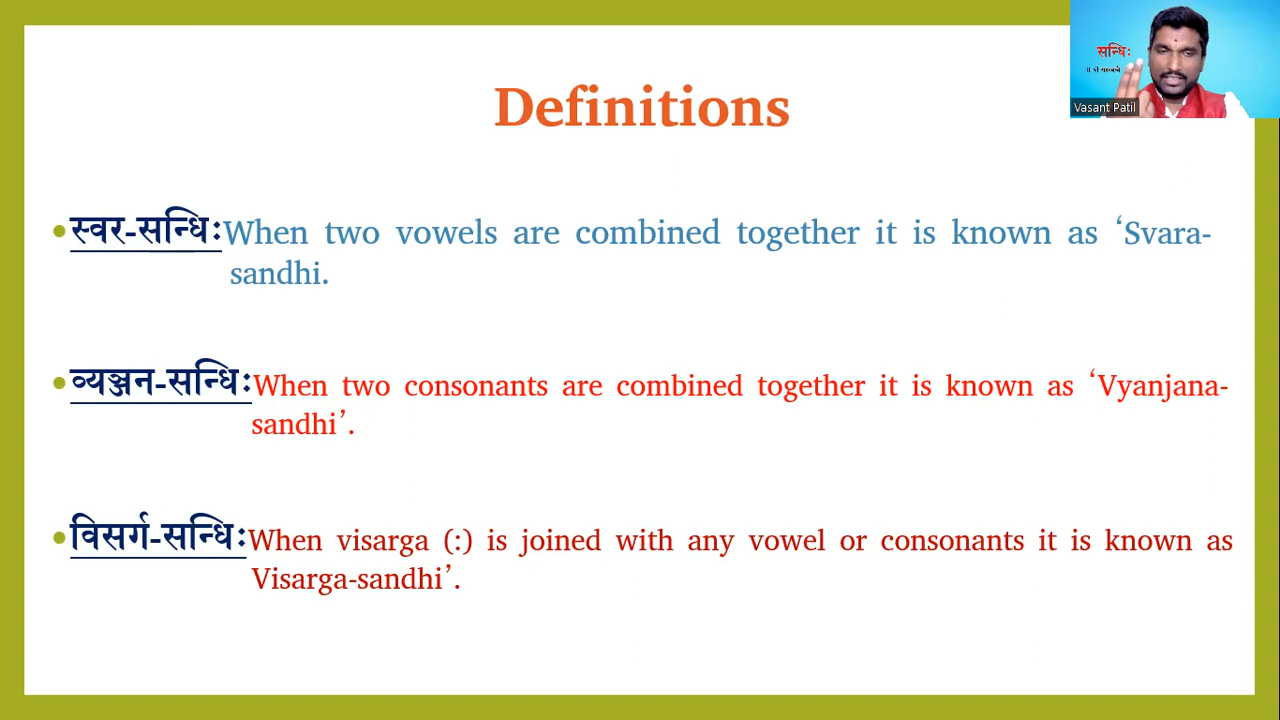 Definitions
सन्धिः
Vasant Patil
•स्वर-सन्धिःWhen two vowels are combined together it is known as ‘Svara-
sandhi.
•व्यञ्जन-सन्धिःWhen two consonants are combined together it is known as ‘Vyanjana-
sandhi’.
•विसर्ग-सन्धिःWhen visarga (:) is joined with any vowel or consonants it is known as
Visarga-sandhi’.